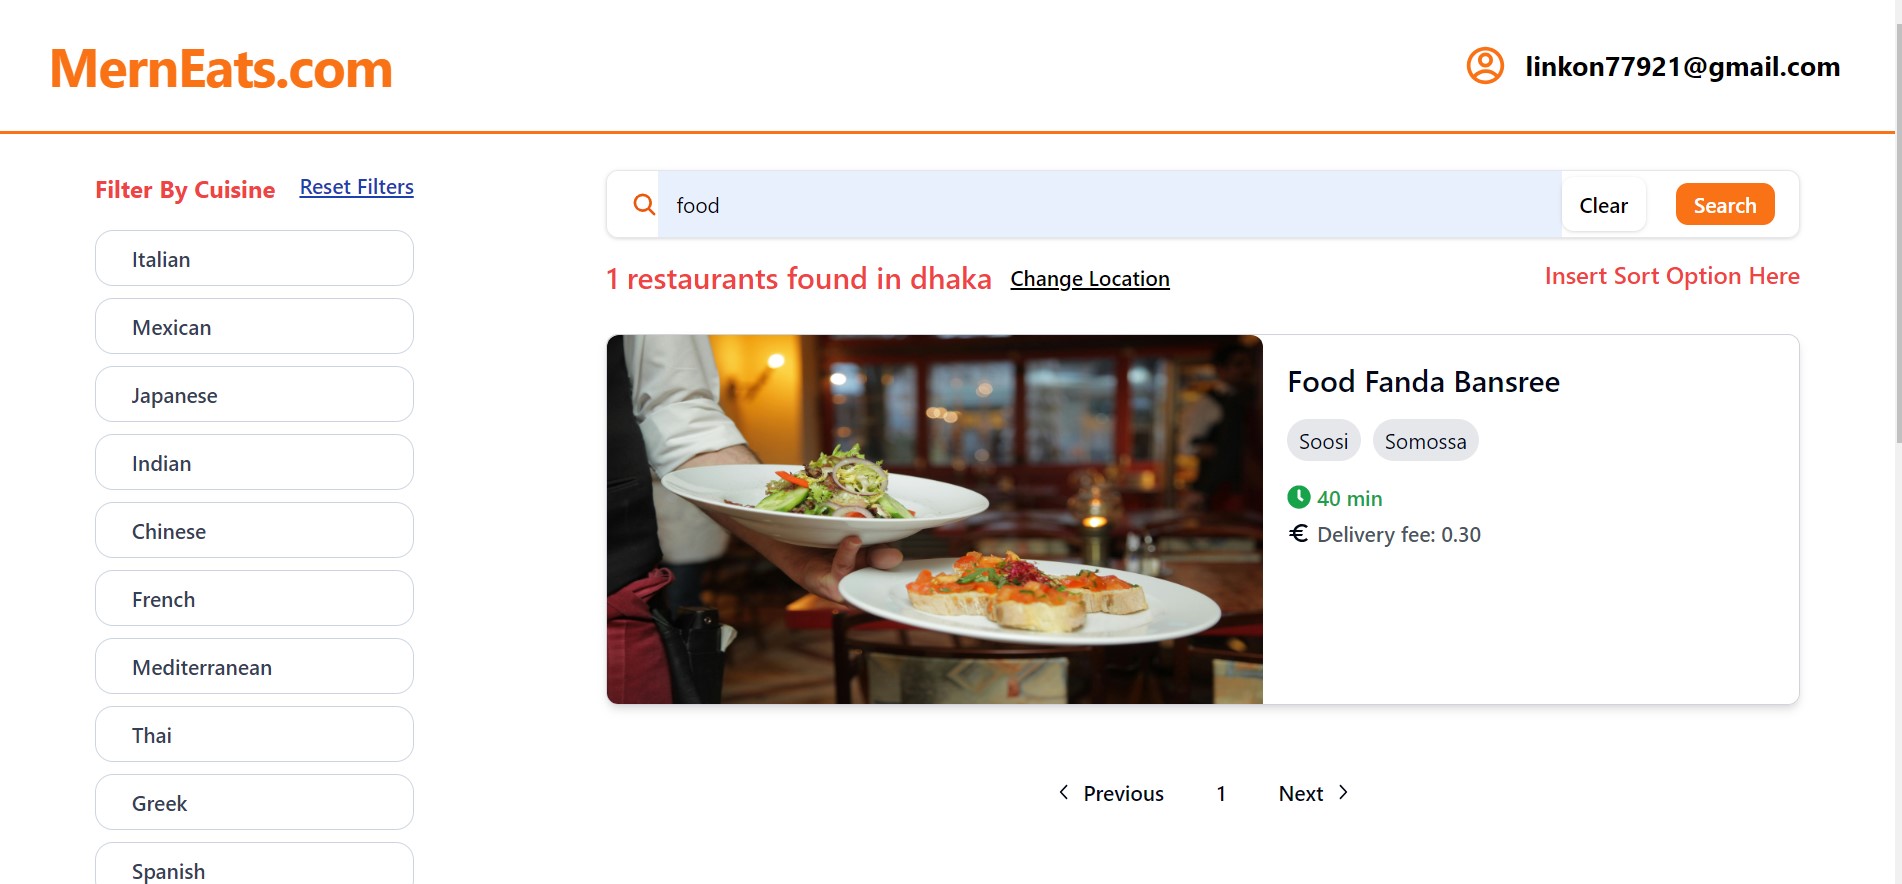 MernEats.com
linkon77921@gmail.com
Filter By Cuisine Reset Filters
Italian
Mexican
Japanese
Indian
Chinese
French
Mediterranean
Thai
Greek
Spanish
food Clear Search
1 restaurants found in dhaka Change Location Insert Sort Option Here
Food Fanda Bansree
Soosi Somossa
40 min
€ Delivery fee: 0.30
Previous 1 Next